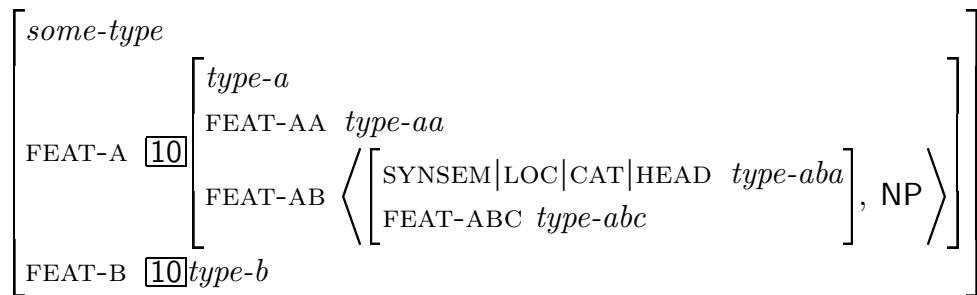 some-type
type-a
FEAT-AA type-aa
FEAT-A 10
SYNSEM|LOC|CAT|HEAD type-aba
FEAT-AB ⟨ , NP ⟩
FEAT-ABC type-abc
FEAT-B 10 type-b